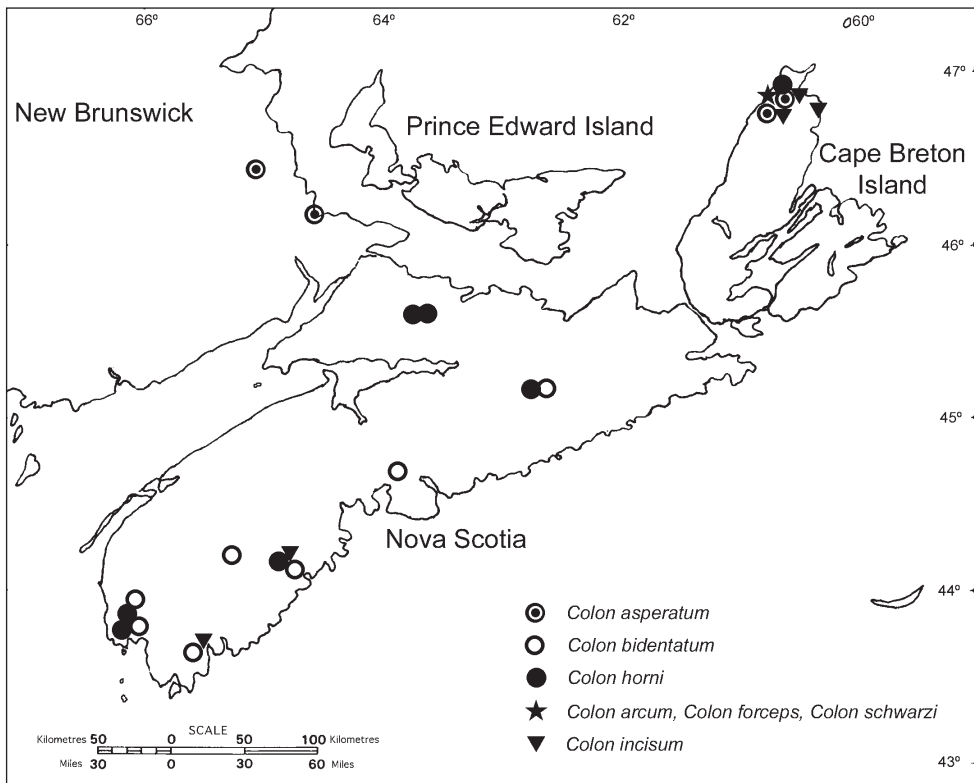 66º 64º 62º 60º
47º
New Brunswick
Prince Edward Island
Cape Breton
Island
46º
45º
Nova Scotia
44º
Colon asperatum
Colon bidentatum
Colon horni
Colon arcum, Colon forceps, Colon schwarzi
Colon incisum
SCALE
Kilometres 50 0 50 100 Kilometres
Miles 30 0 30 60 Miles
43º